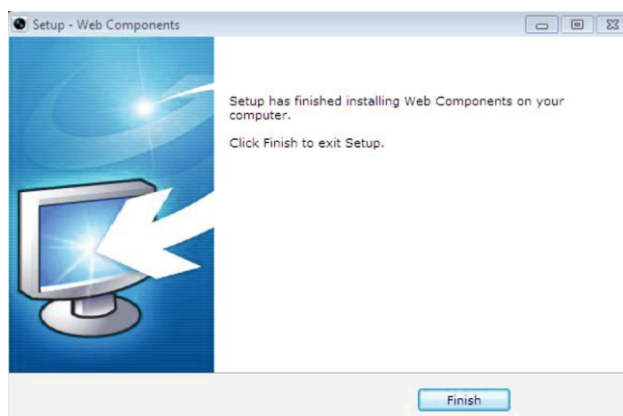 Setup - Web Components
Setup has finished installing Web Components on your
computer.
Click Finish to exit Setup.
Finish